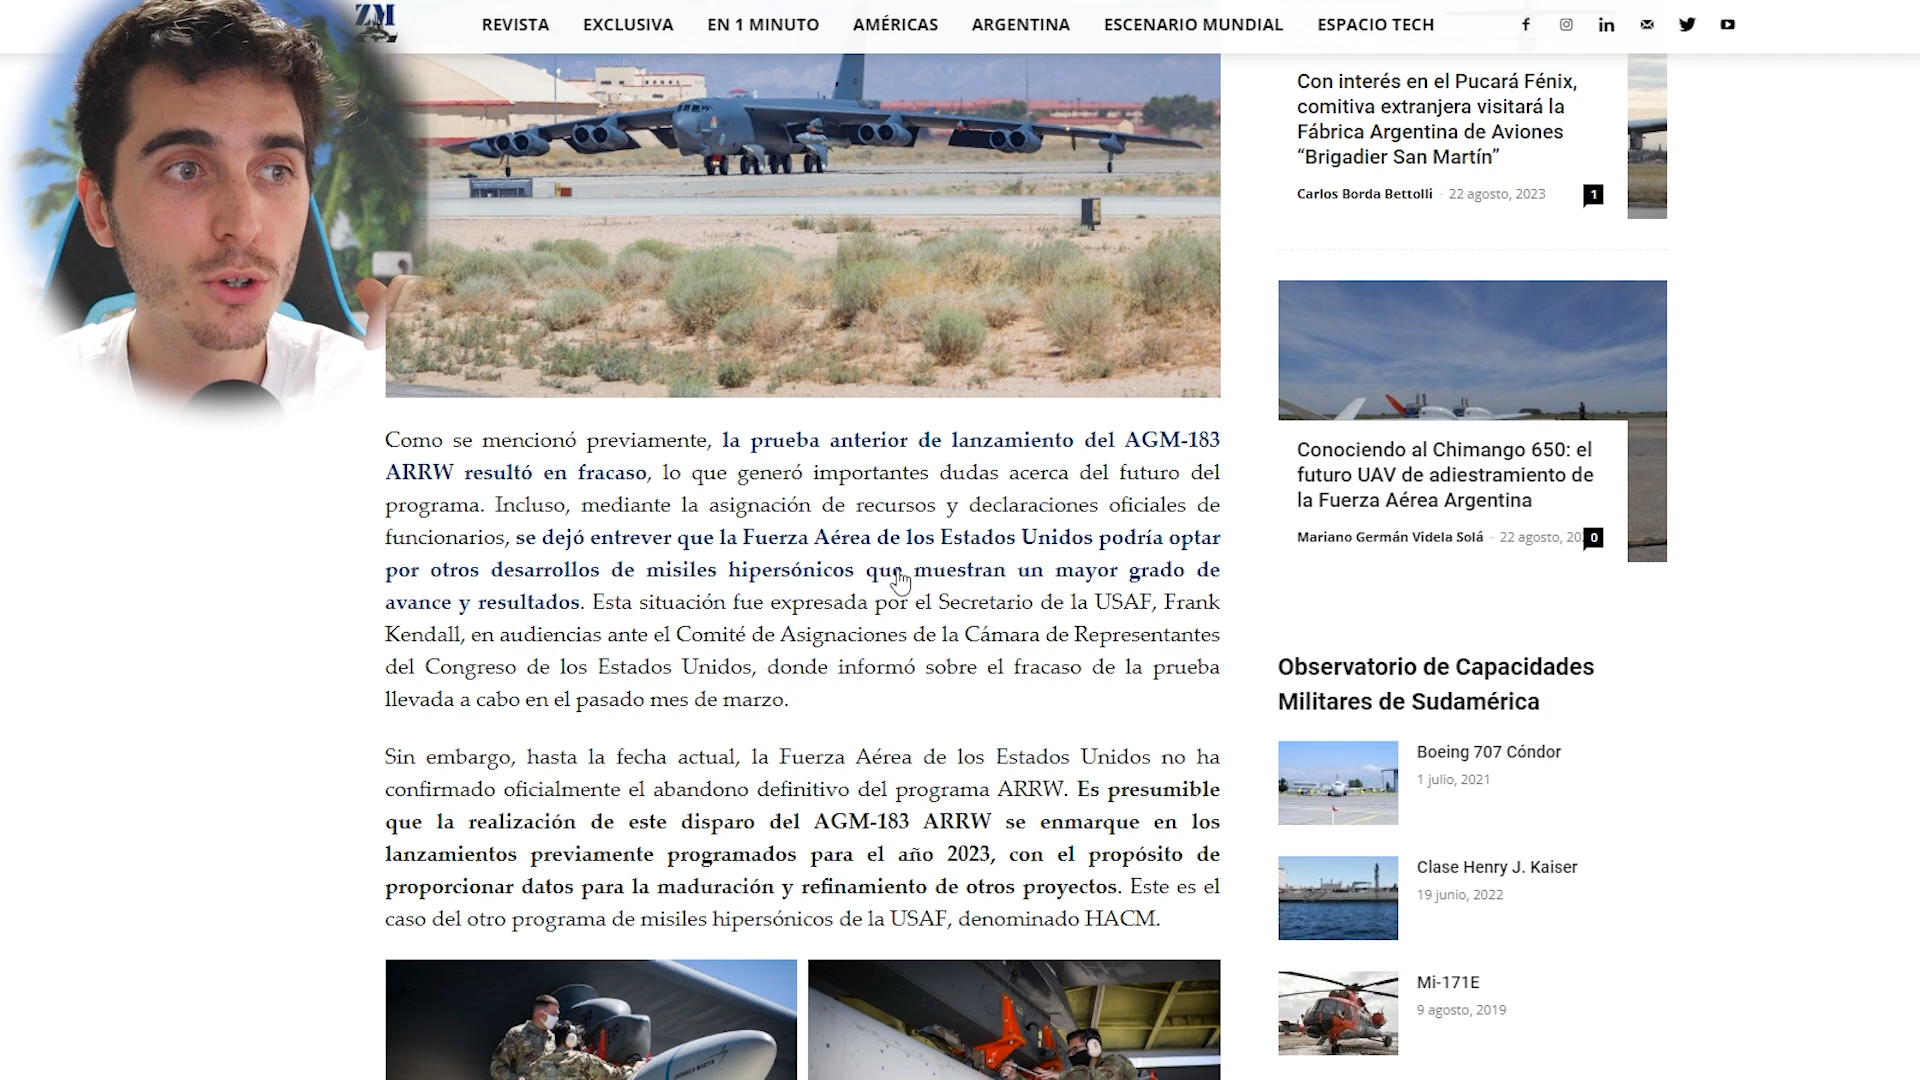 ZM
REVISTA
EXCLUSIVA
EN 1 MINUTO
AMÉRICAS
ARGENTINA
ESCENARIO MUNDIAL
ESPACIO TECH
Como se mencionó previamente, la prueba anterior de lanzamiento del AGM-183
ARRW resultó en fracaso, lo que generó importantes dudas acerca del futuro del
programa. Incluso, mediante la asignación de recursos y declaraciones oficiales de
funcionarios, se dejó entrever que la Fuerza Aérea de los Estados Unidos podría optar
por otros desarrollos de misiles hipersónicos que muestran un mayor grado de
avance y resultados. Esta situación fue expresada por el Secretario de la USAF, Frank
Kendall, en audiencias ante el Comité de Asignaciones de la Cámara de Representantes
del Congreso de los Estados Unidos, donde informó sobre el fracaso de la prueba
llevada a cabo en el pasado mes de marzo.
Sin embargo, hasta la fecha actual, la Fuerza Aérea de los Estados Unidos no ha
confirmado oficialmente el abandono definitivo del programa ARRW. Es presumible
que la realización de este disparo del AGM-183 ARRW se enmarque en los
lanzamientos previamente programados para el año 2023, con el propósito de
proporcionar datos para la maduración y refinamiento de otros proyectos. Este es el
caso del otro programa de misiles hipersónicos de la USAF, denominado HACM.
LOCKHEED MARTIN
Con interés en el Pucará Fénix,
comitiva extranjera visitará la
Fábrica Argentina de Aviones
“Brigadier San Martín”
Carlos Borda Bettolli - 22 agosto, 2023
1
Conociendo al Chimango 650: el
futuro UAV de adiestramiento de
la Fuerza Aérea Argentina
Mariano Germán Videla Solá - 22 agosto, 20
0
Observatorio de Capacidades
Militares de Sudamérica
Boeing 707 Cóndor
1 julio, 2021
Clase Henry J. Kaiser
19 junio, 2022
Mi-171E
9 agosto, 2019